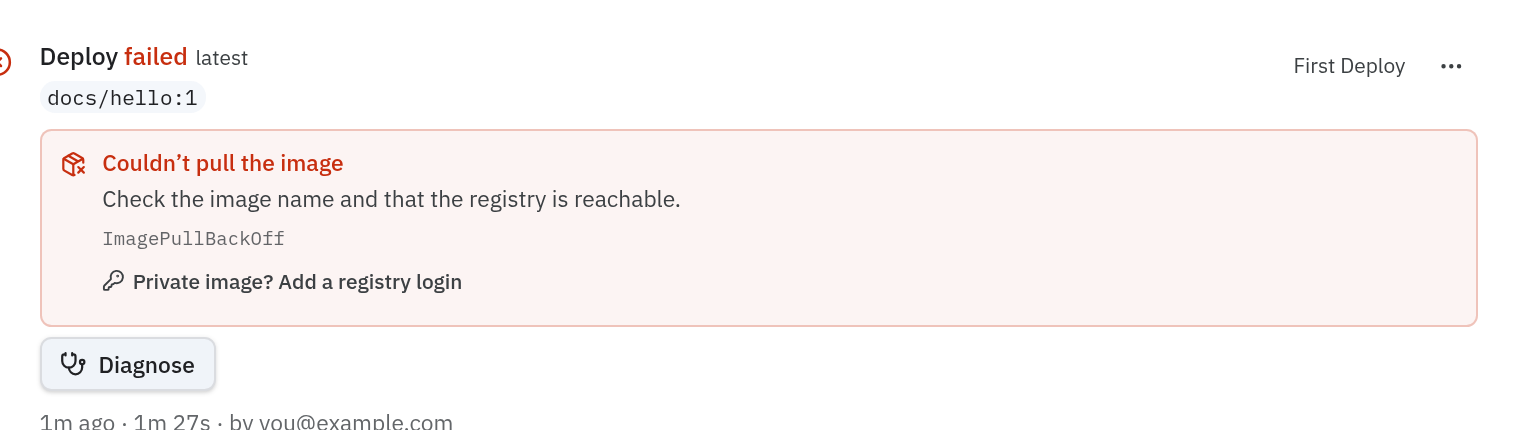 Deploy failed latest
First Deploy
docs/hello:1
Couldn’t pull the image
Check the image name and that the registry is reachable.
ImagePullBackOff
Private image? Add a registry login
Diagnose
1m ago · 1m 27s · by you@example.com